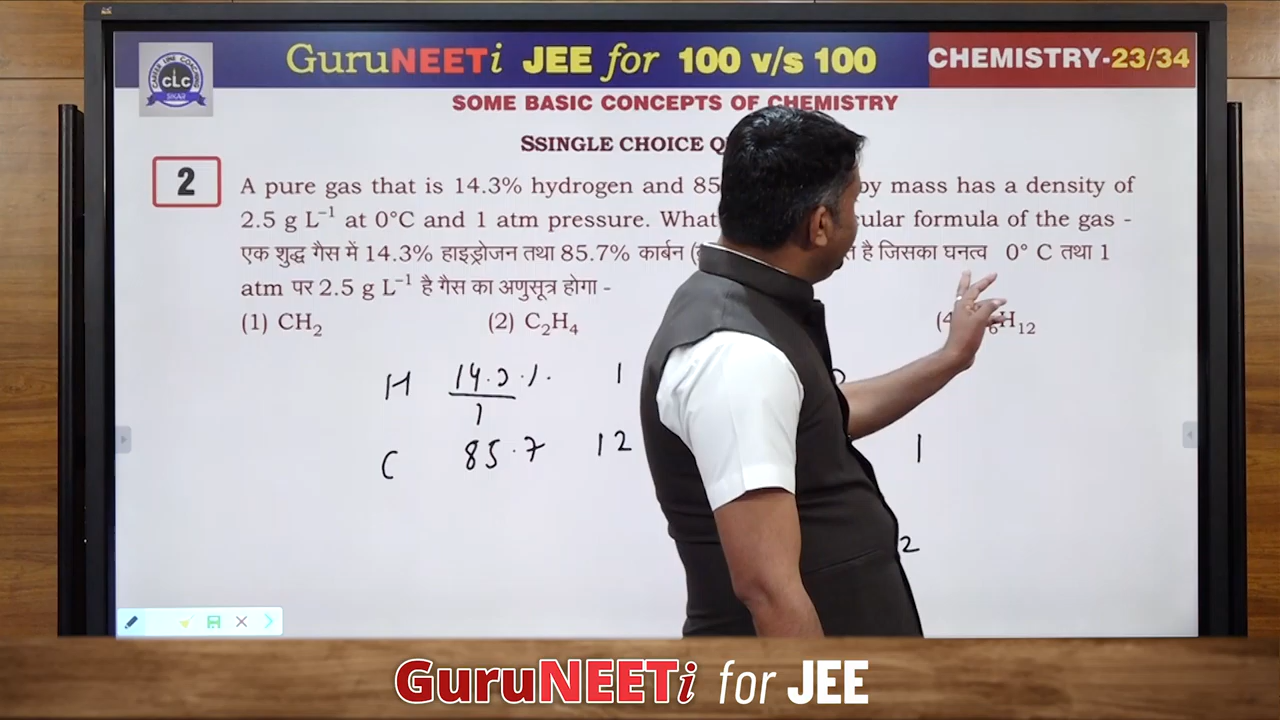 GuruNEETi JEE for 100 v/s 100
CHEMISTRY-23/34
CLC
SIKAR
SOME BASIC CONCEPTS OF CHEMISTRY
SSINGLE CHOICE Q
2
A pure gas that is 14.3% hydrogen and 85 by mass has a density of
2.5 g L⁻¹ at 0°C and 1 atm pressure. What cular formula of the gas -
एक शुद्ध गैस में 14.3% हाइड्रोजन तथा 85.7% कार्बन है जिसका घनत्व 0° C तथा 1
atm पर 2.5 g L⁻¹ है गैस का अणुसूत्र होगा -
(1) CH₂ (2) C₂H₄ (4 ₆H₁₂
H 14.3 %. 1
1
C 85.7 12 1
2
GuruNEETi for JEE